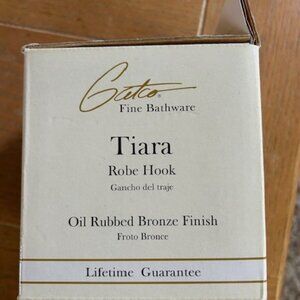 Gatco®
Fine Bathware
Tiara
Robe Hook
Gancho del traje
Oil Rubbed Bronze Finish
Froto Bronce
Lifetime Guarantee